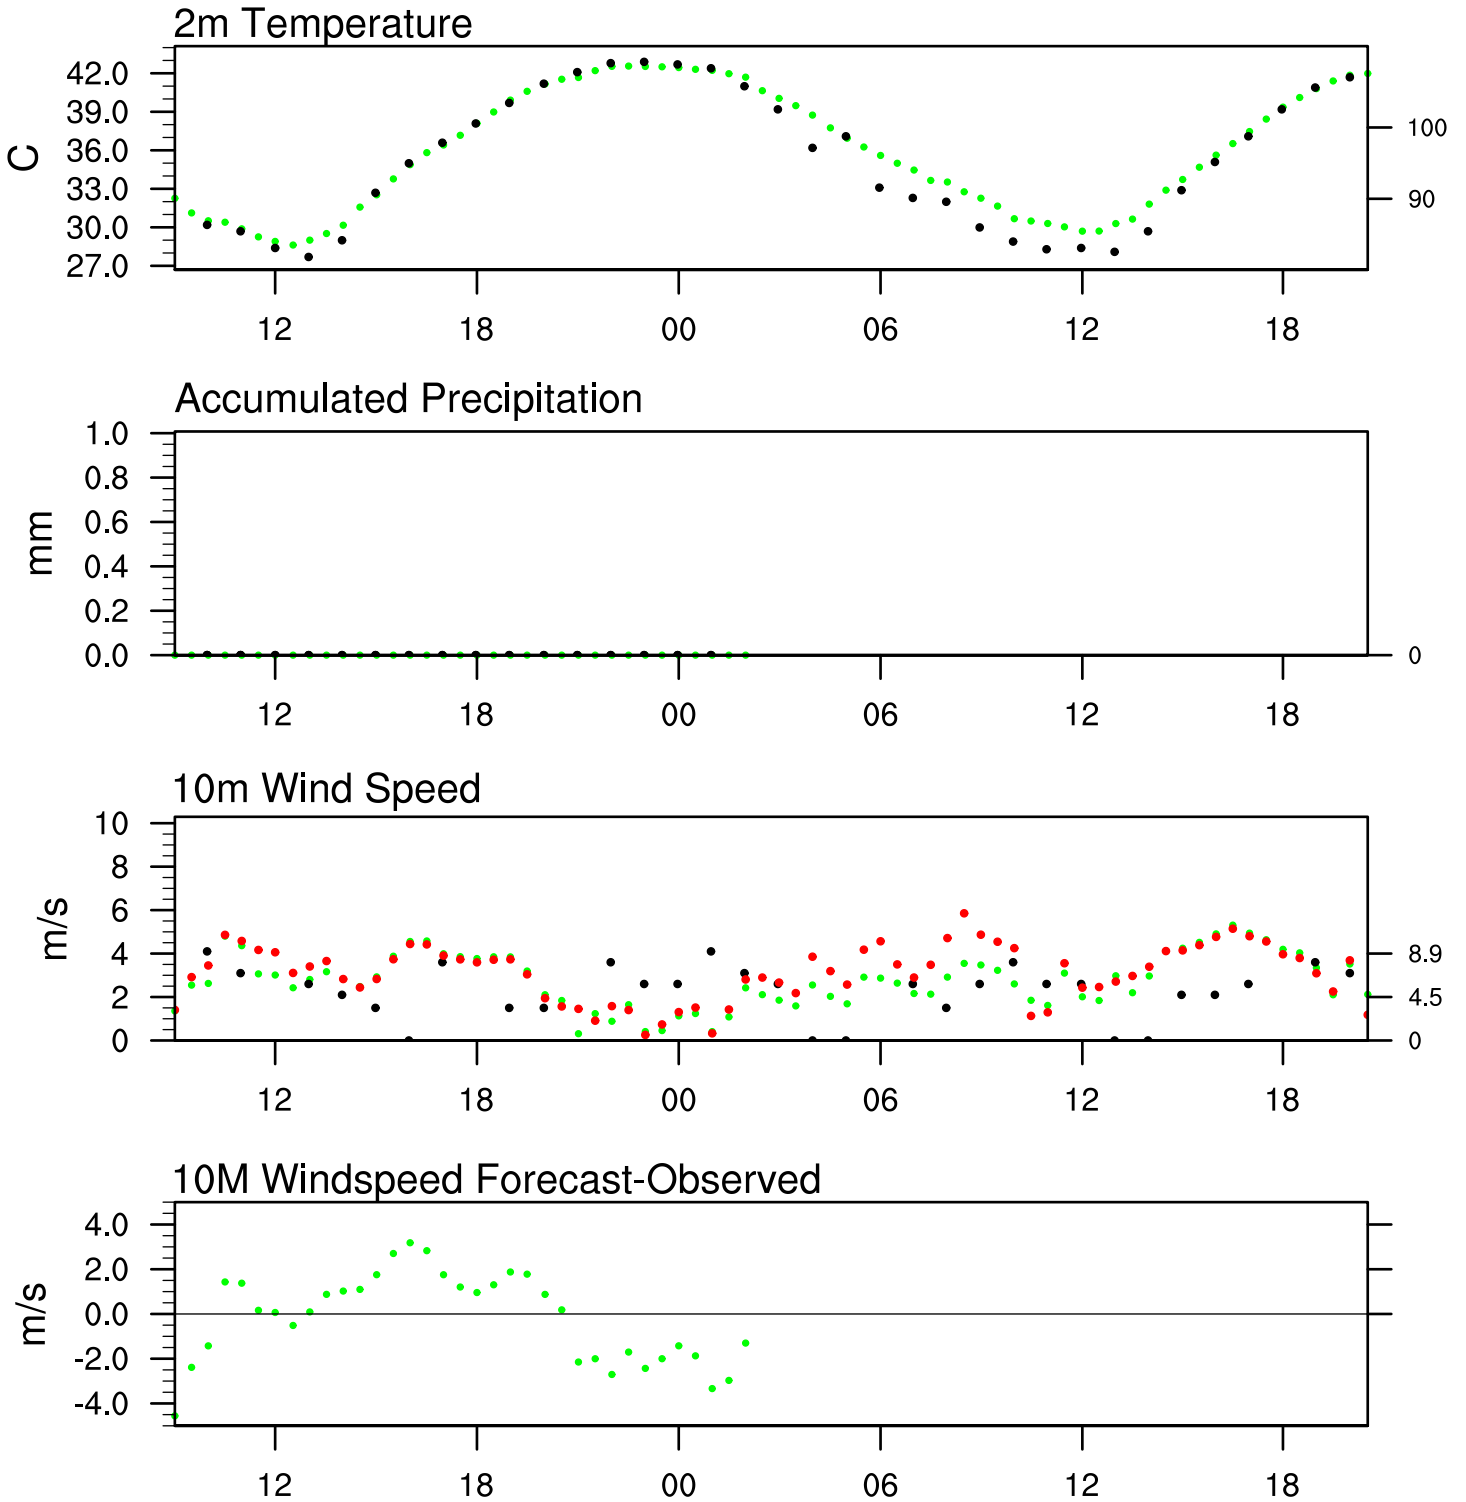 2m Temperature
C
42.0
39.0
36.0
33.0
30.0
27.0
100
90
12 18 00 06 12 18
Accumulated Precipitation
mm
1.0
0.8
0.6
0.4
0.2
0.0
0
12 18 00 06 12 18
10m Wind Speed
m/s
10
8
6
4
2
0
8.9
4.5
0
12 18 00 06 12 18
10M Windspeed Forecast-Observed
m/s
4.0
2.0
0.0
-2.0
-4.0
12 18 00 06 12 18